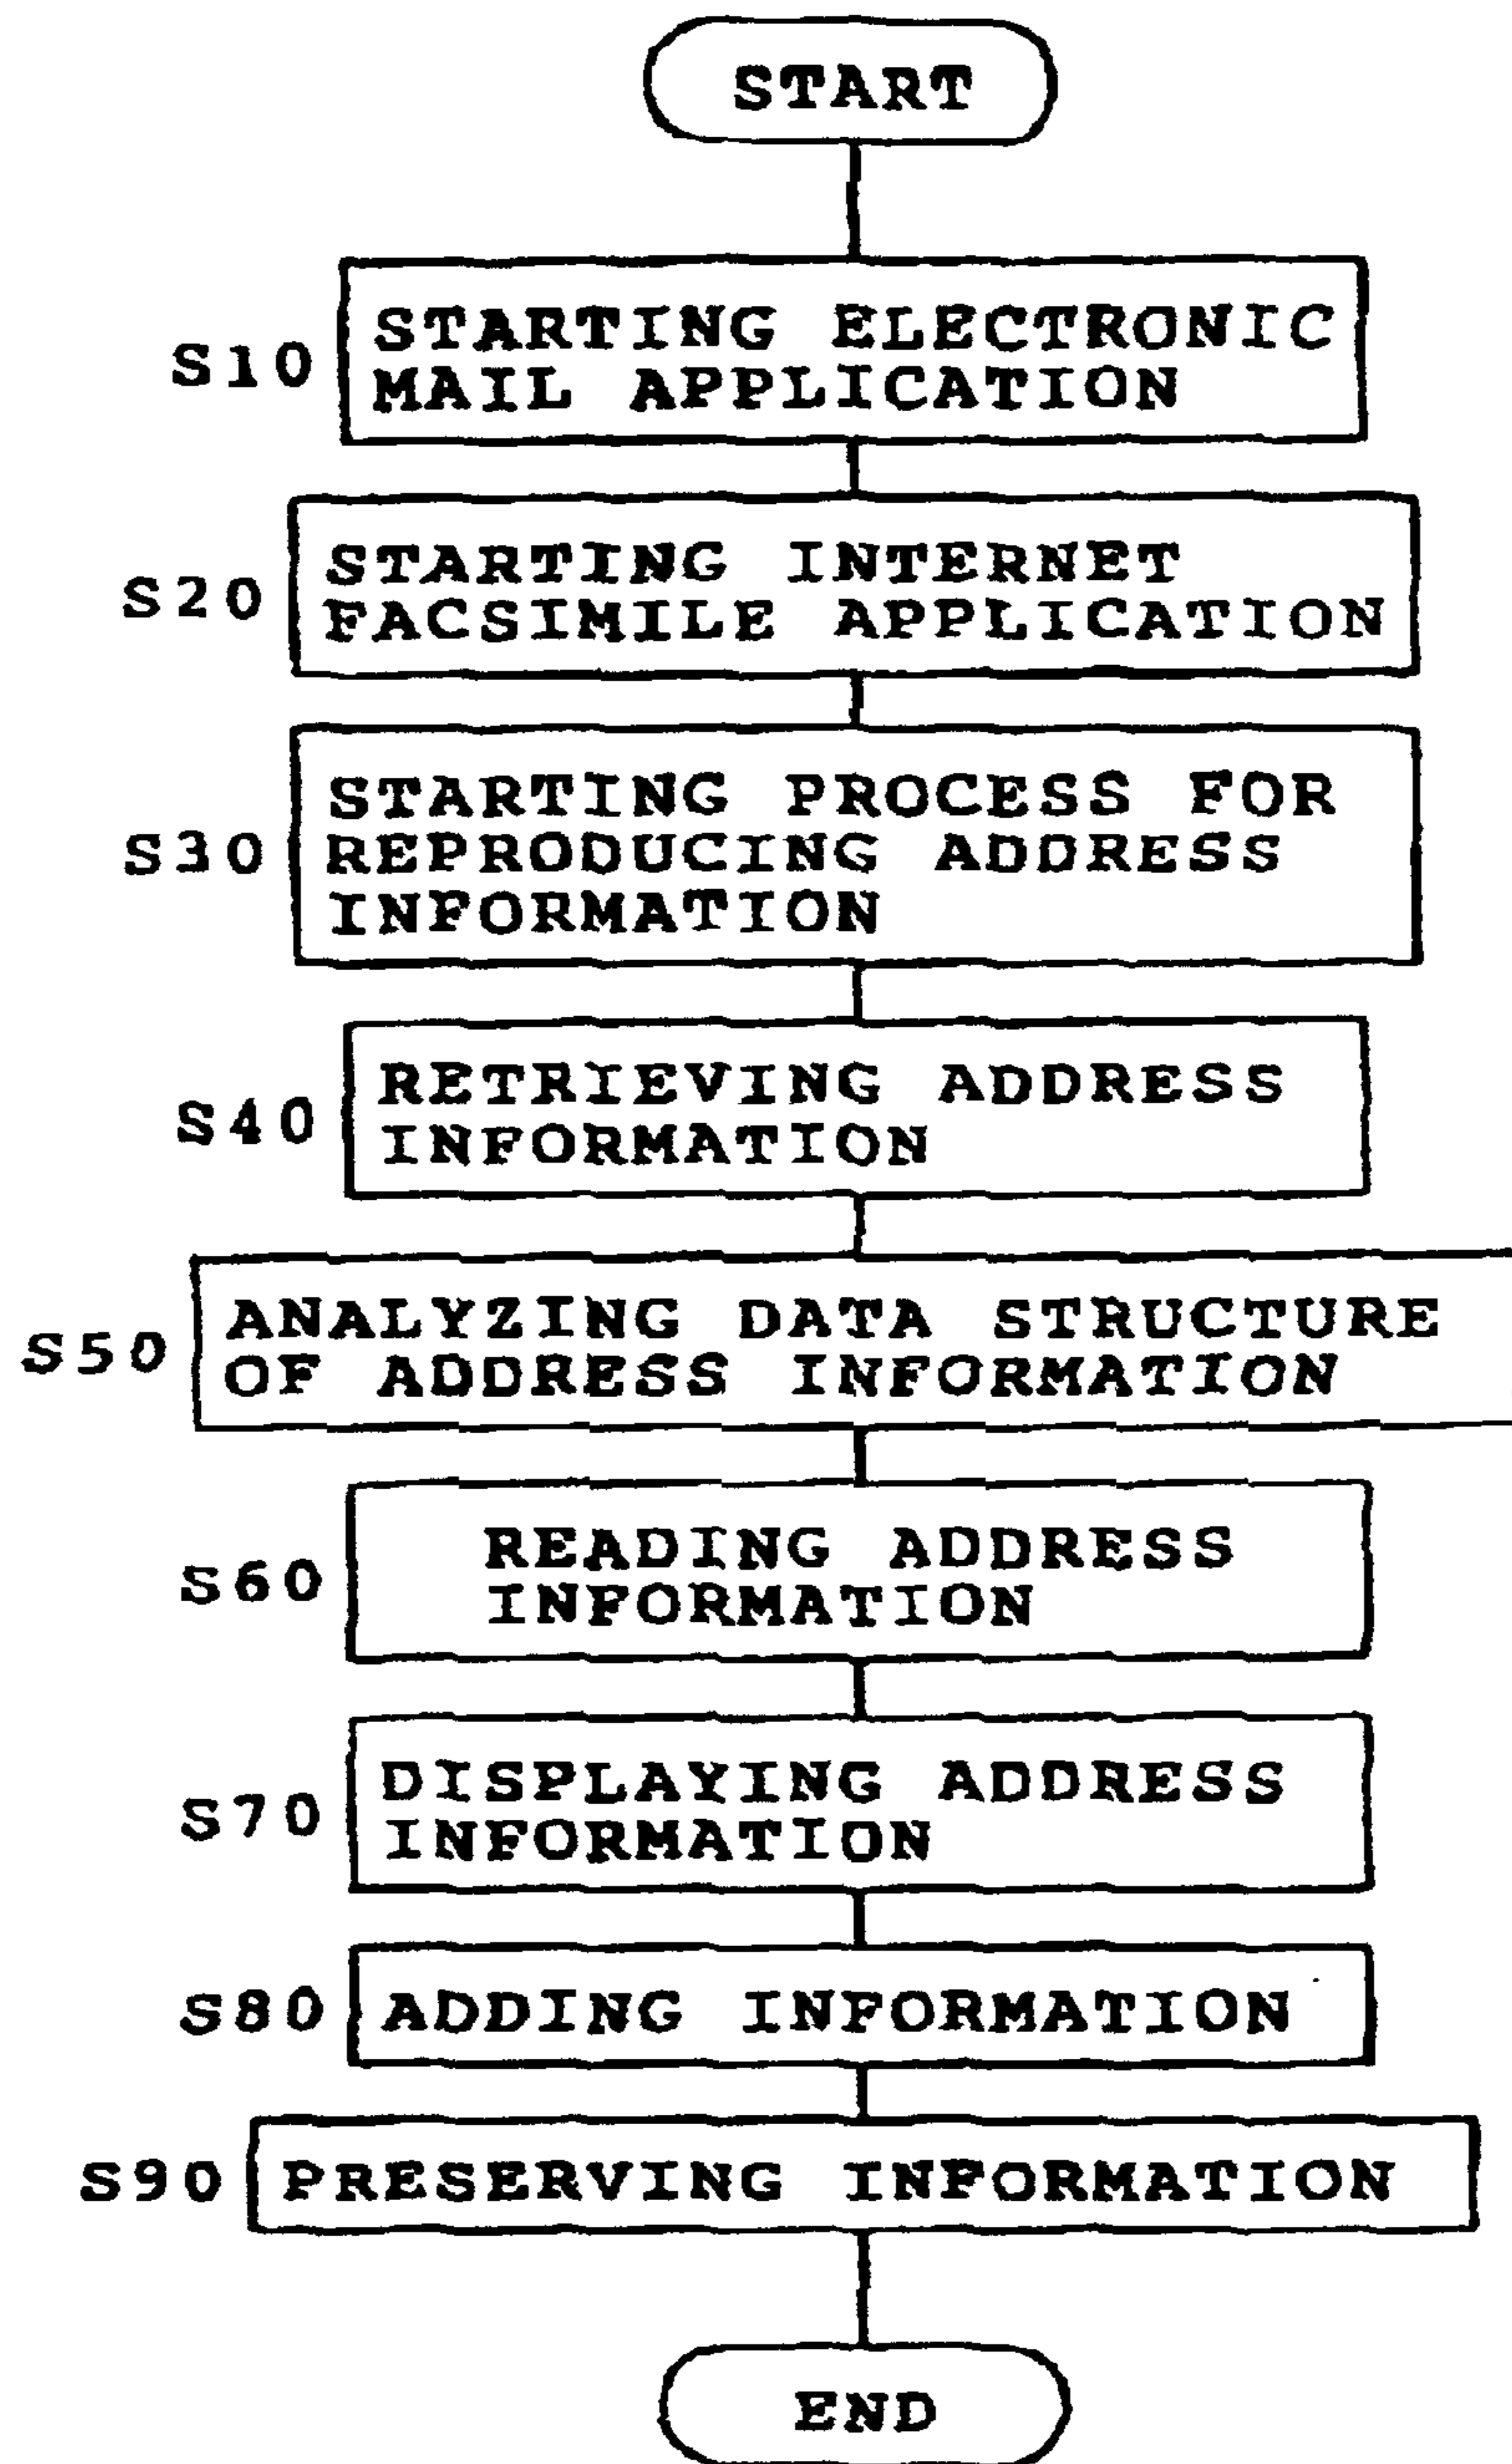 START
S10
STARTING ELECTRONIC
MAIL APPLICATION
S20
STARTING INTERNET
FACSIMILE APPLICATION
S30
STARTING PROCESS FOR
REPRODUCING ADDRESS
INFORMATION
S40
RETRIEVING ADDRESS
INFORMATION
S50
ANALYZING DATA STRUCTURE
OF ADDRESS INFORMATION
S60
READING ADDRESS
INFORMATION
S70
DISPLAYING ADDRESS
INFORMATION
S80
ADDING INFORMATION
S90
PRESERVING INFORMATION
END